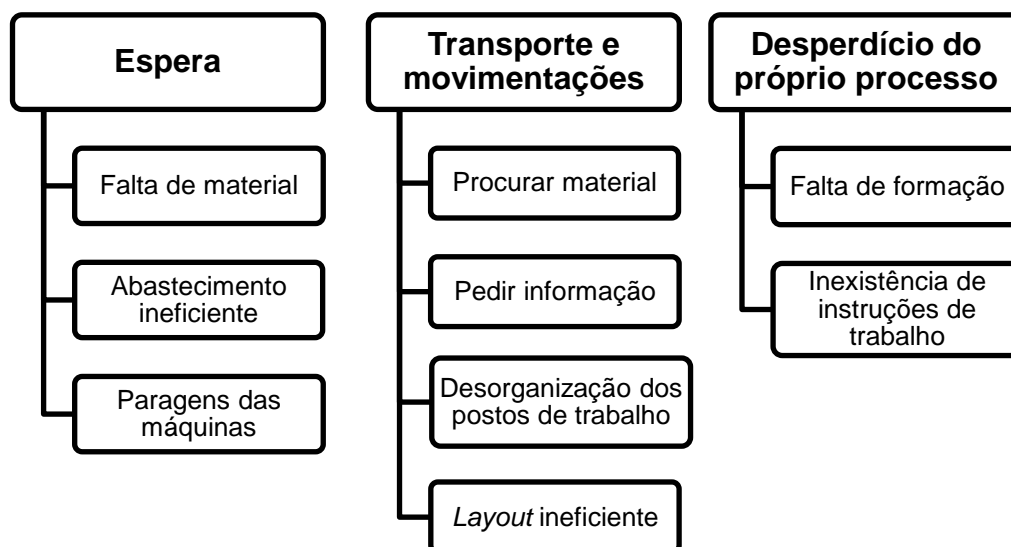 Espera
Falta de material
Abastecimento
ineficiente
Paragens das
máquinas
Transporte e
movimentações
Procurar material
Pedir informação
Desorganização dos
postos de trabalho
Layout ineficiente
Desperdício do
próprio processo
Falta de formação
Inexistência de
instruções de
trabalho